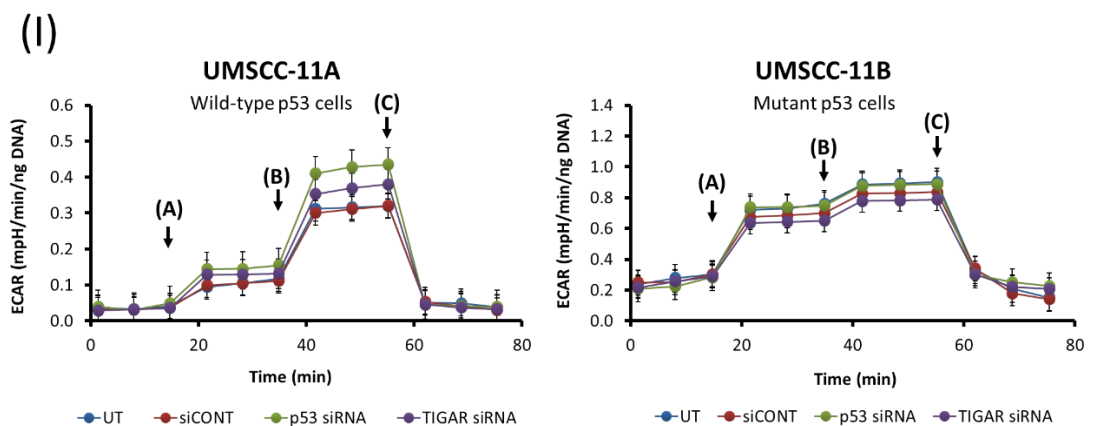 (I)
UMSCC-11A
Wild-type p53 cells
ECAR (mpH/min/ng DNA)
0.6
0.5
0.4
0.3
0.2
0.1
0.0
(A)
(B)
(C)
0
20
40
60
80
Time (min)
UT
siCONT
p53 siRNA
TIGAR siRNA
UMSCC-11B
Mutant p53 cells
ECAR (mpH/min/ng DNA)
1.4
1.2
1.0
0.8
0.6
0.4
0.2
0.0
(A)
(B)
(C)
0
20
40
60
80
Time (min)
UT
siCONT
p53 siRNA
TIGAR siRNA